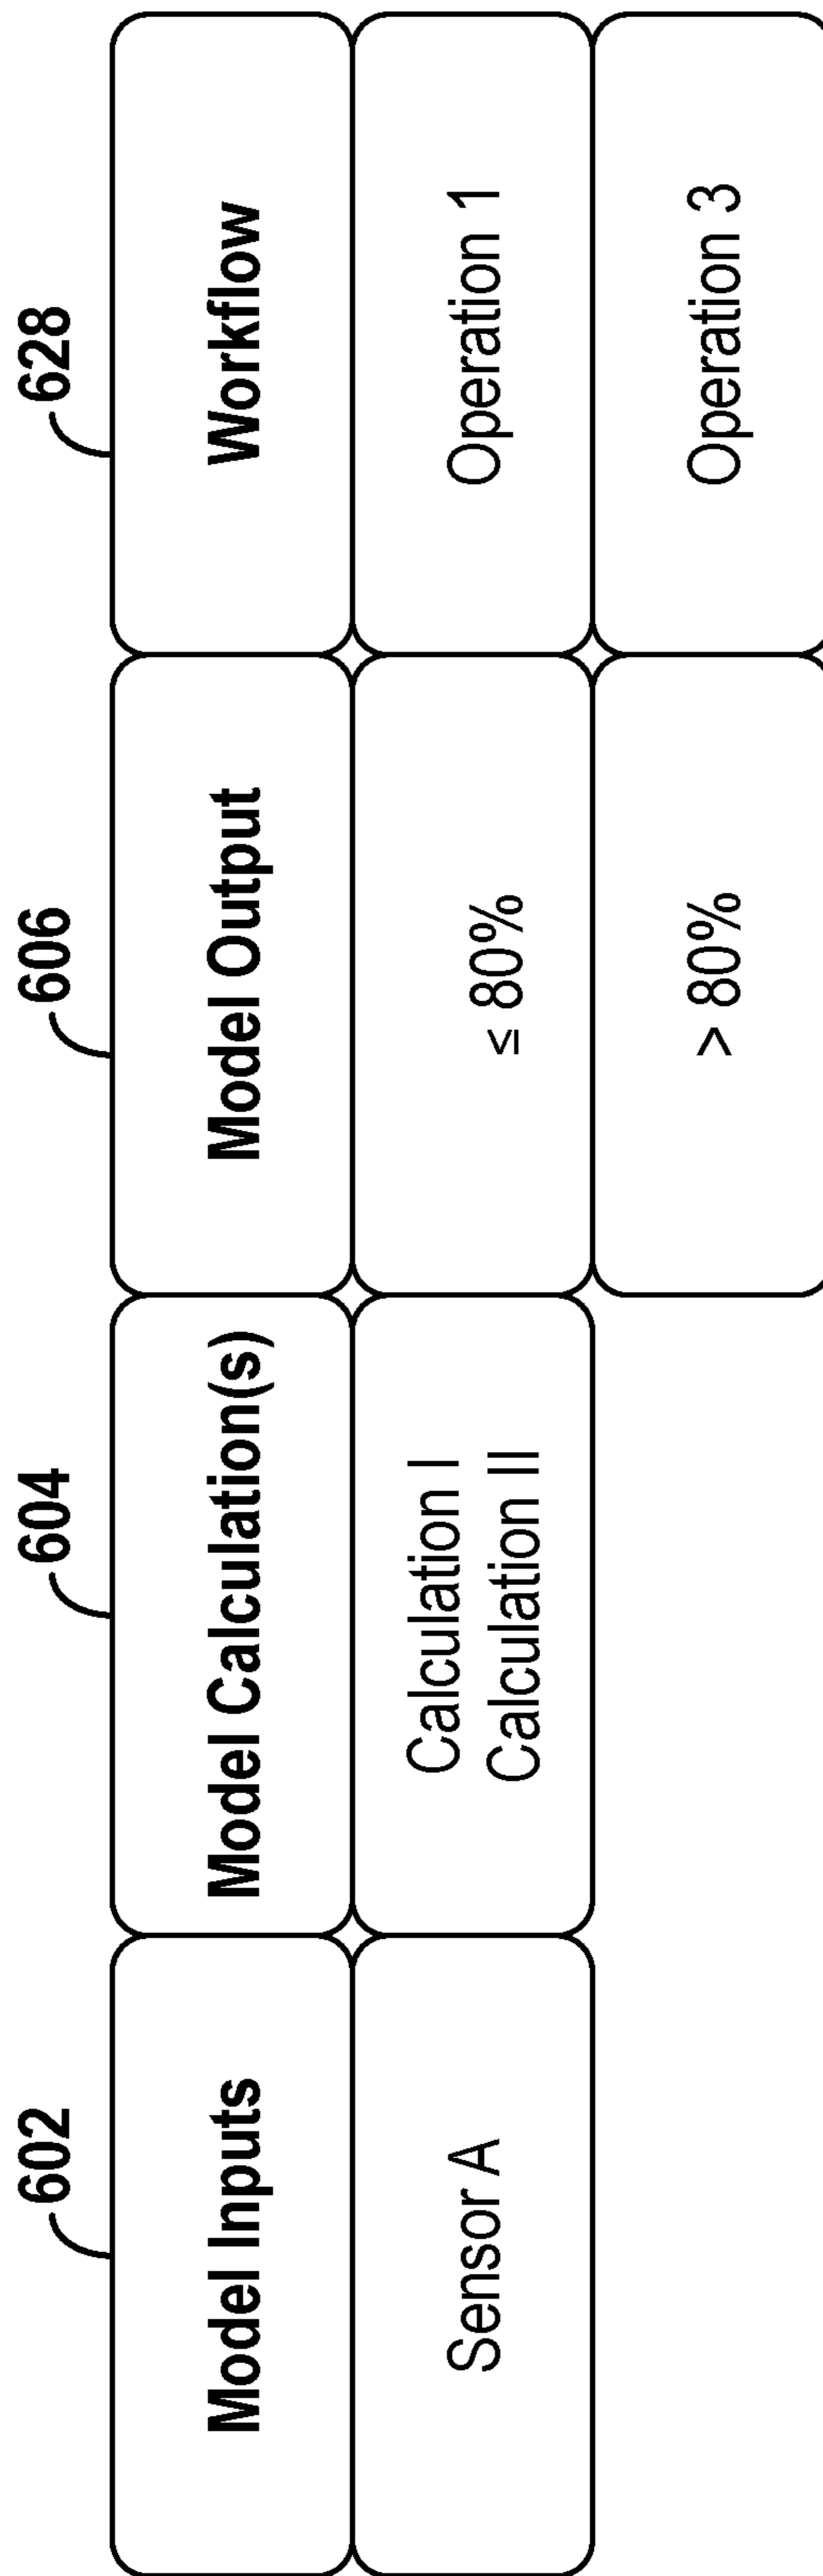 602
604
606
628
Model Inputs
Model Calculation(s)
Model Output
Workflow
Sensor A
Calculation I
Calculation II
≤ 80%
Operation 1
> 80%
Operation 3